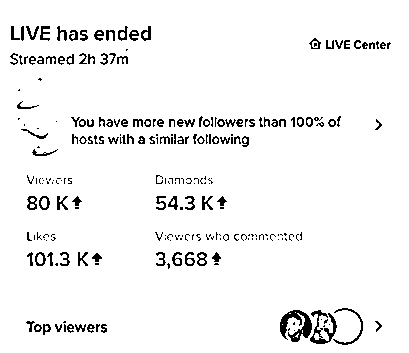 LIVE has ended
LIVE Center
Streamed 2h 37m
You have more new followers than 100% of
hosts with a similar following
Viewers
Diamonds
80 K
54.3 K
Likes
Viewers who commented
101.3 K
3,668
Top viewers